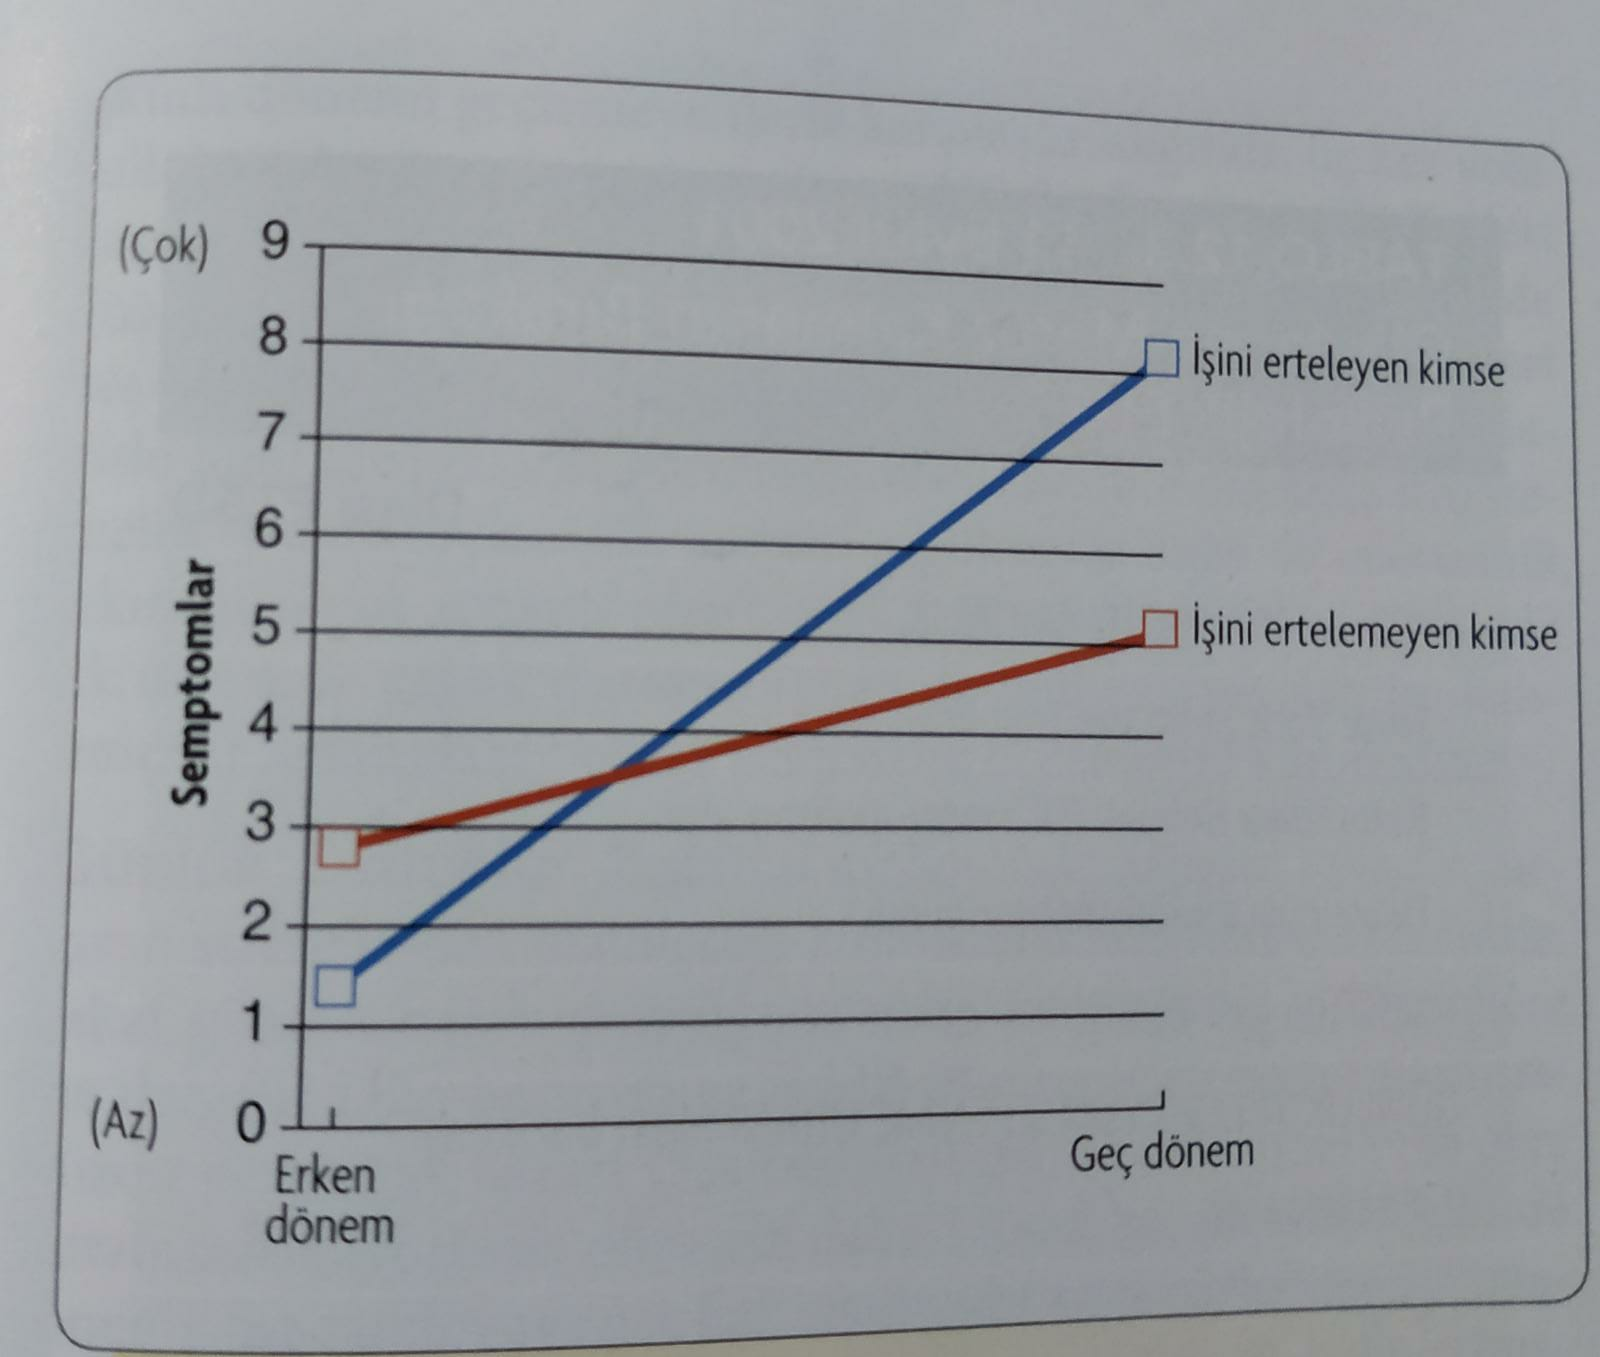 (Çok) 9
8
İşini erteleyen kimse
7
6
5
İşini ertelemeyen kimse
Semptomlar
4
3
2
1
(Az) 0
Erken
dönem
Geç dönem